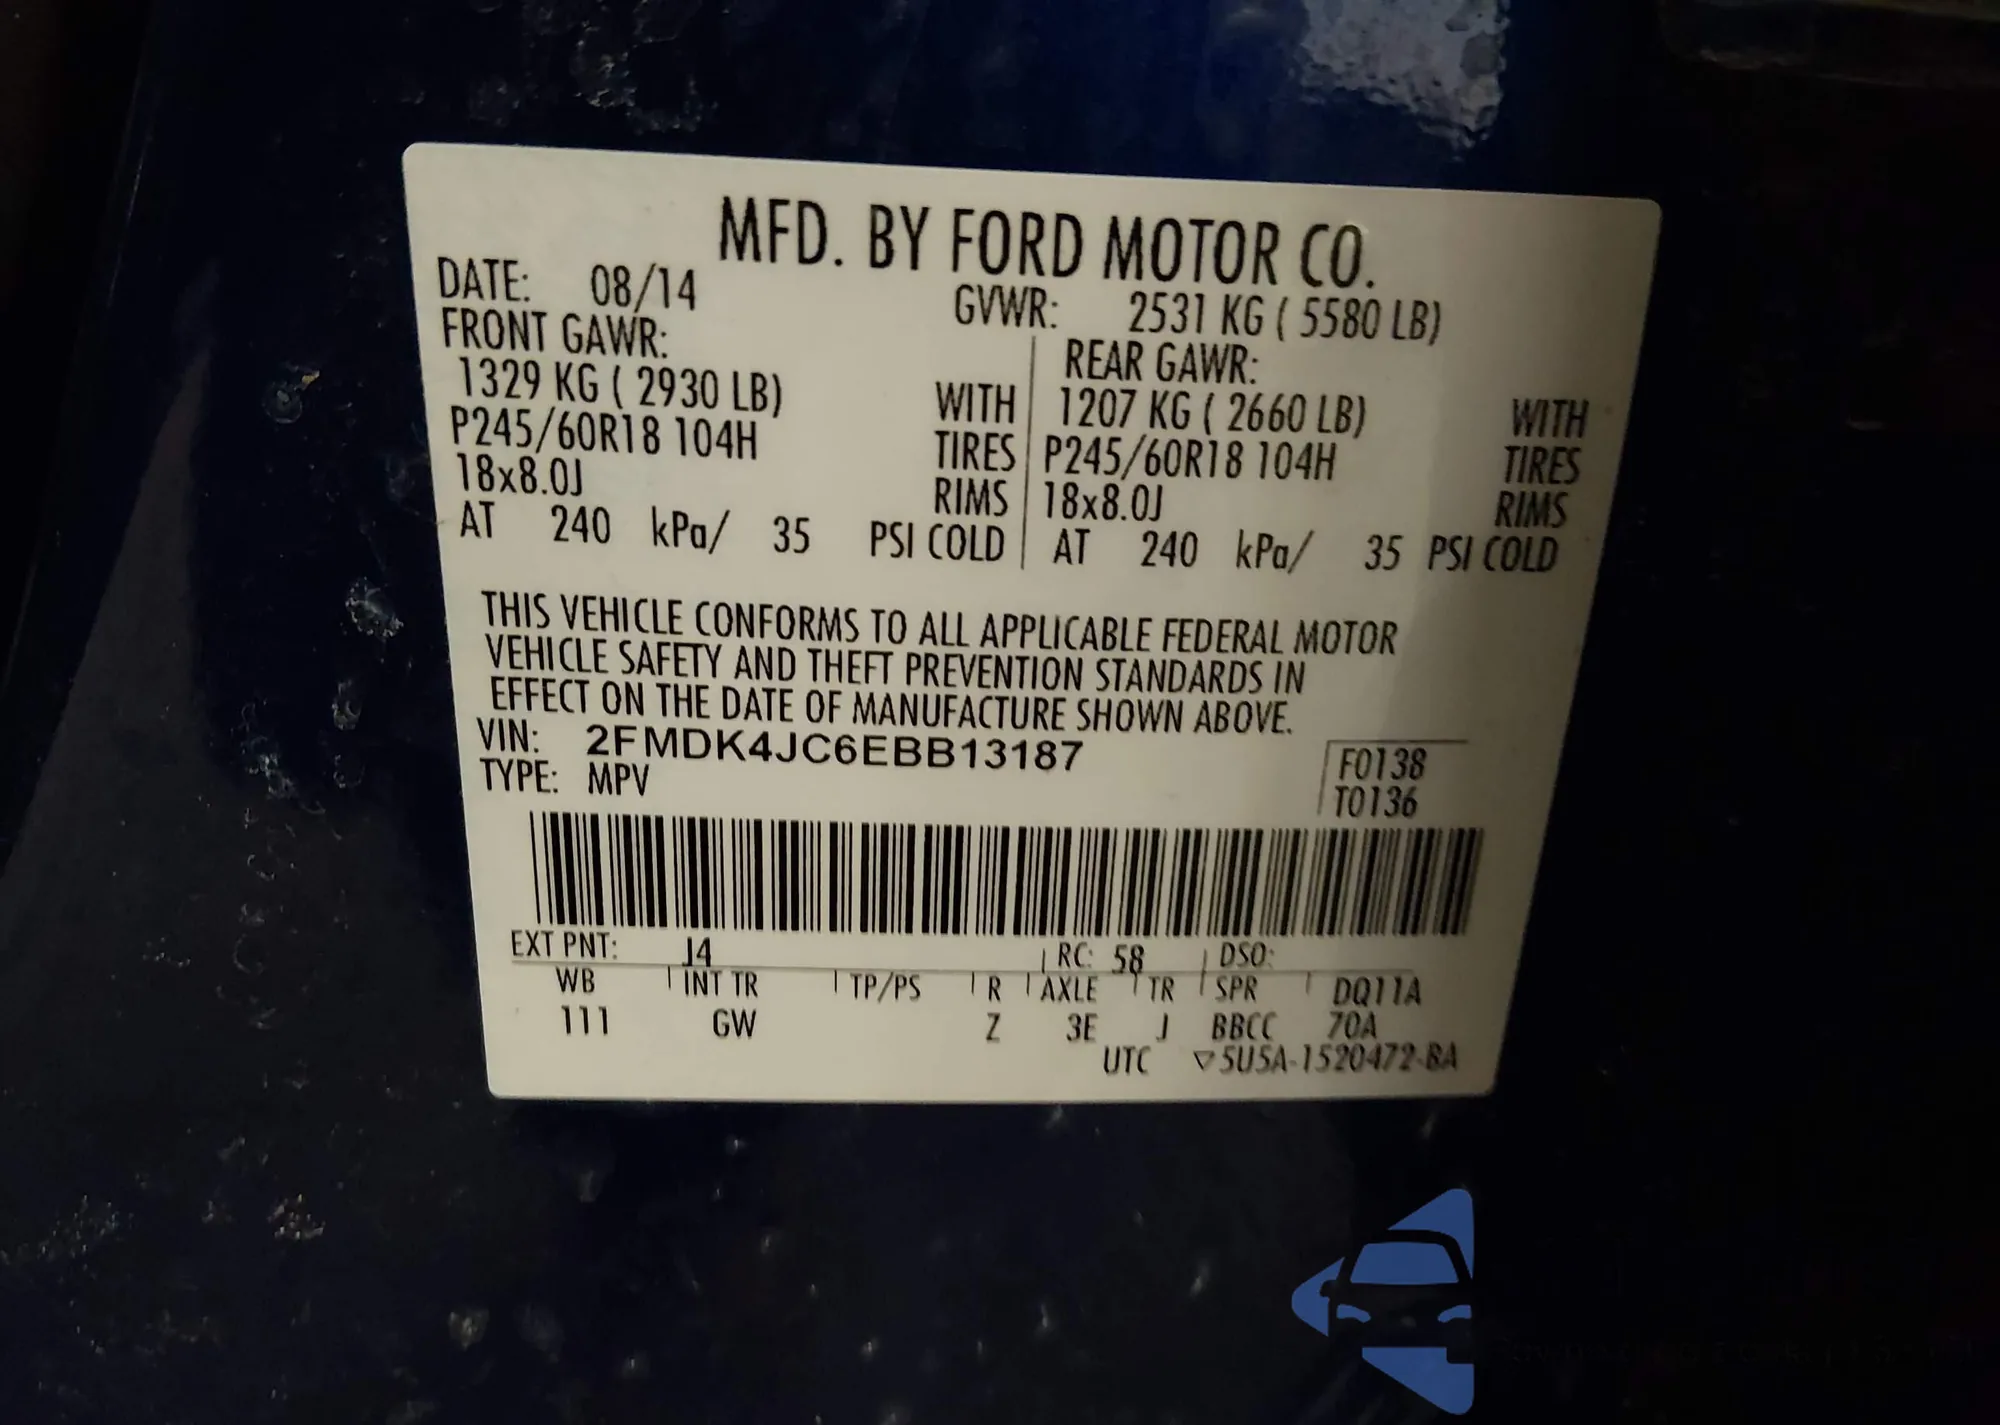 MFD. BY FORD MOTOR CO.
DATE: 08/14 GVWR: 2531 KG ( 5580 LB)
FRONT GAWR: REAR GAWR:
1329 KG ( 2930 LB) WITH 1207 KG ( 2660 LB) WITH
P245/60R18 104H TIRES P245/60R18 104H TIRES
18x8.0J RIMS 18x8.0J RIMS
AT 240 kPa/ 35 PSI COLD AT 240 kPa/ 35 PSI COLD
THIS VEHICLE CONFORMS TO ALL APPLICABLE FEDERAL MOTOR
VEHICLE SAFETY AND THEFT PREVENTION STANDARDS IN
EFFECT ON THE DATE OF MANUFACTURE SHOWN ABOVE.
VIN: 2FMDK4JC6EBB13187 F0138
TYPE: MPV T0136
EXT PNT: J4 RC: 58 DSO:
WB INT TR TP/PS R AXLE TR SPR DQ11A
111 GW Z 3E J BBCC 70A
UTC ▽5U5A-1520472-BA